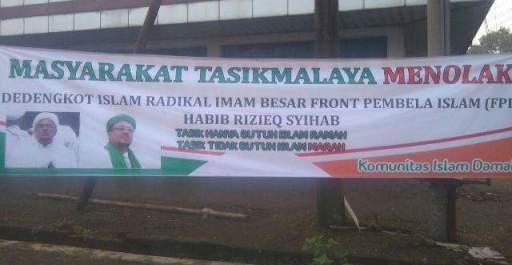 MASYARAKAT TASIKMALAYA MENOLAK
DEDENGKOT ISLAM RADIKAL IMAM BESAR FRONT PEMBELA ISLAM (FPI
HABIB RIZIEQ SYIHAB
TASIK HANYA BUTUH ISLAM RAMAH
TASIK TIDAK BUTUH ISLAM MARAH
Komunitas Islam Damai